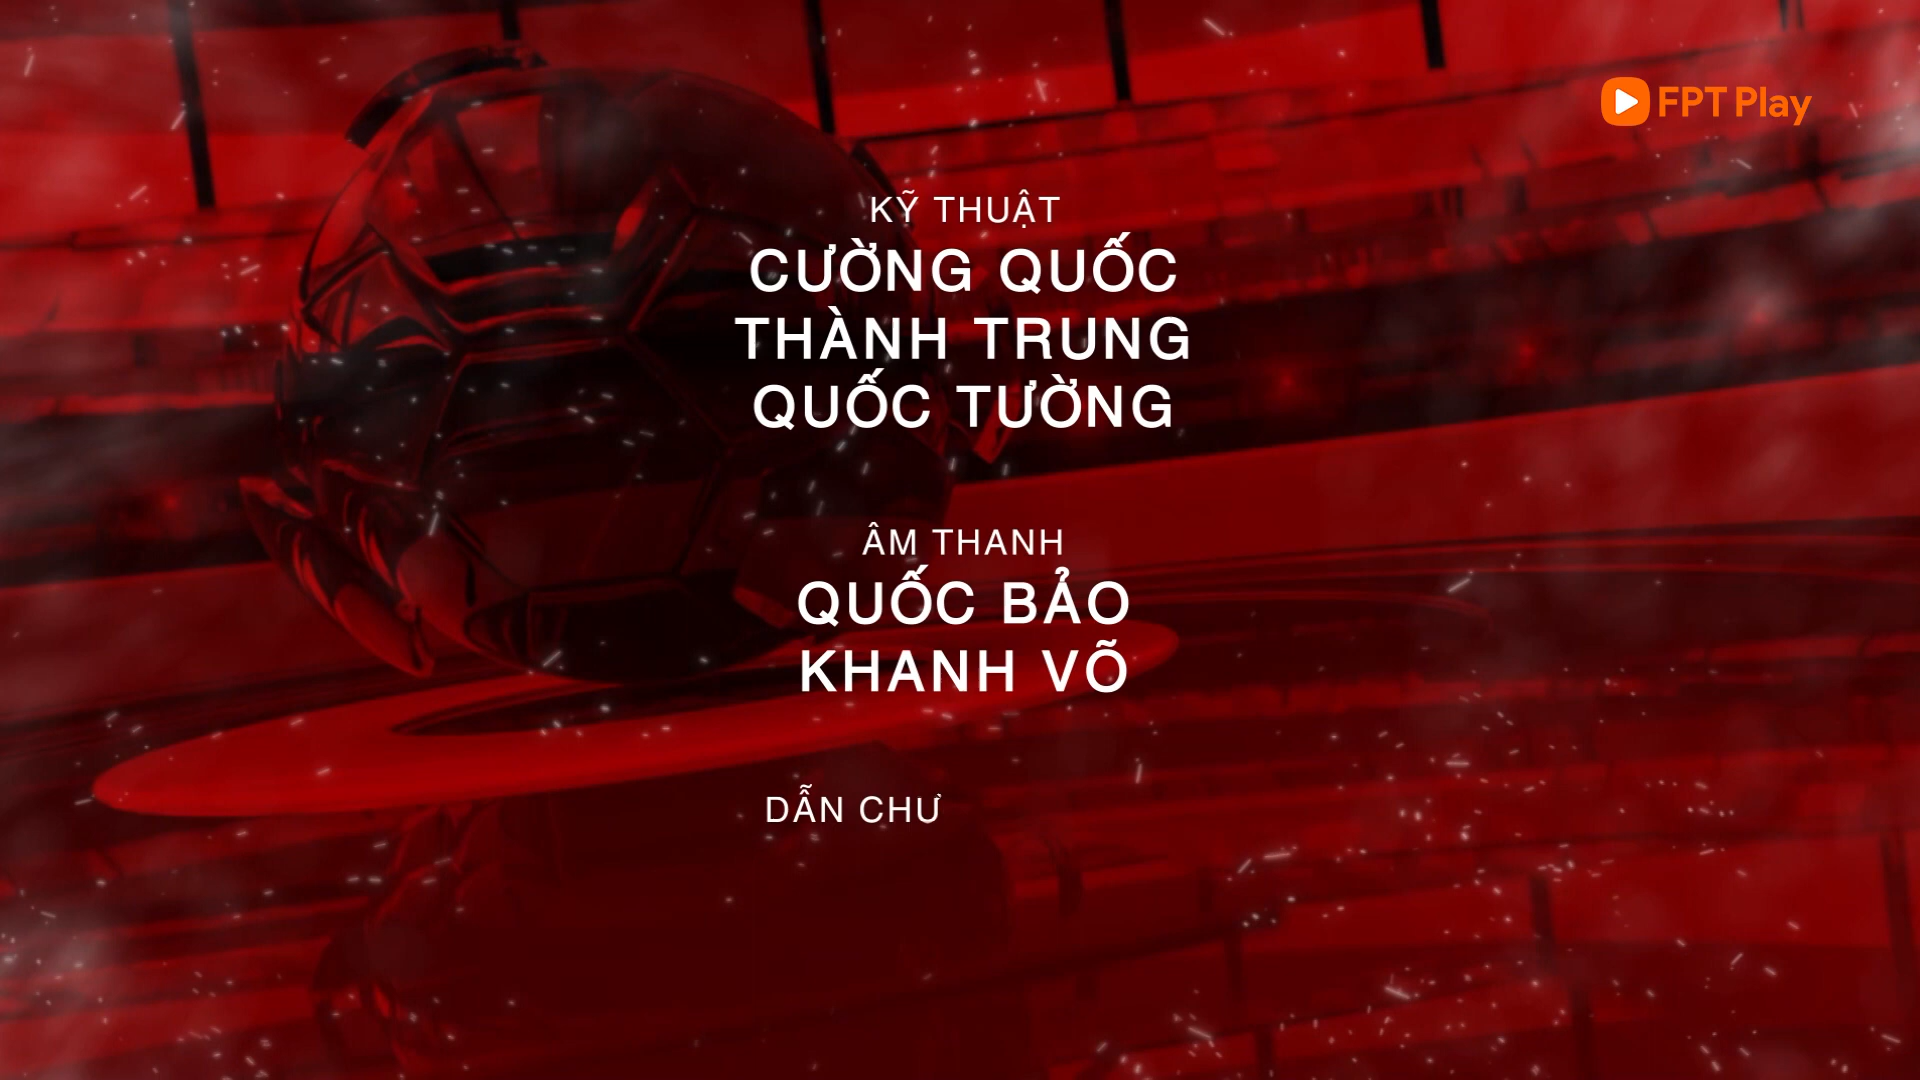 FPT Play
KỸ THUẬT
CƯỜNG QUỐC
THÀNH TRUNG
QUỐC TƯỜNG
ÂM THANH
QUỐC BẢO
KHANH VÕ
DẪN CHƯ